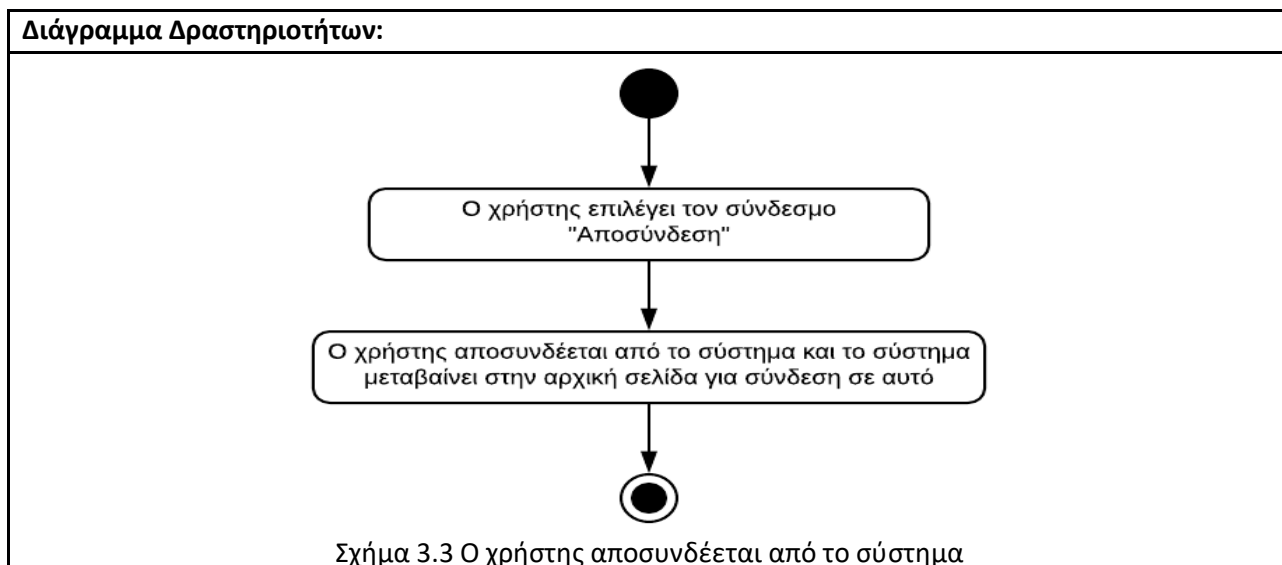 Διάγραμμα Δραστηριοτήτων:
Ο χρήστης επιλέγει τον σύνδεσμο
"Αποσύνδεση"
Ο χρήστης αποσυνδέεται από το σύστημα και το σύστημα
μεταβαίνει στην αρχική σελίδα για σύνδεση σε αυτό
Σχήμα 3.3 Ο χρήστης αποσυνδέεται από το σύστημα